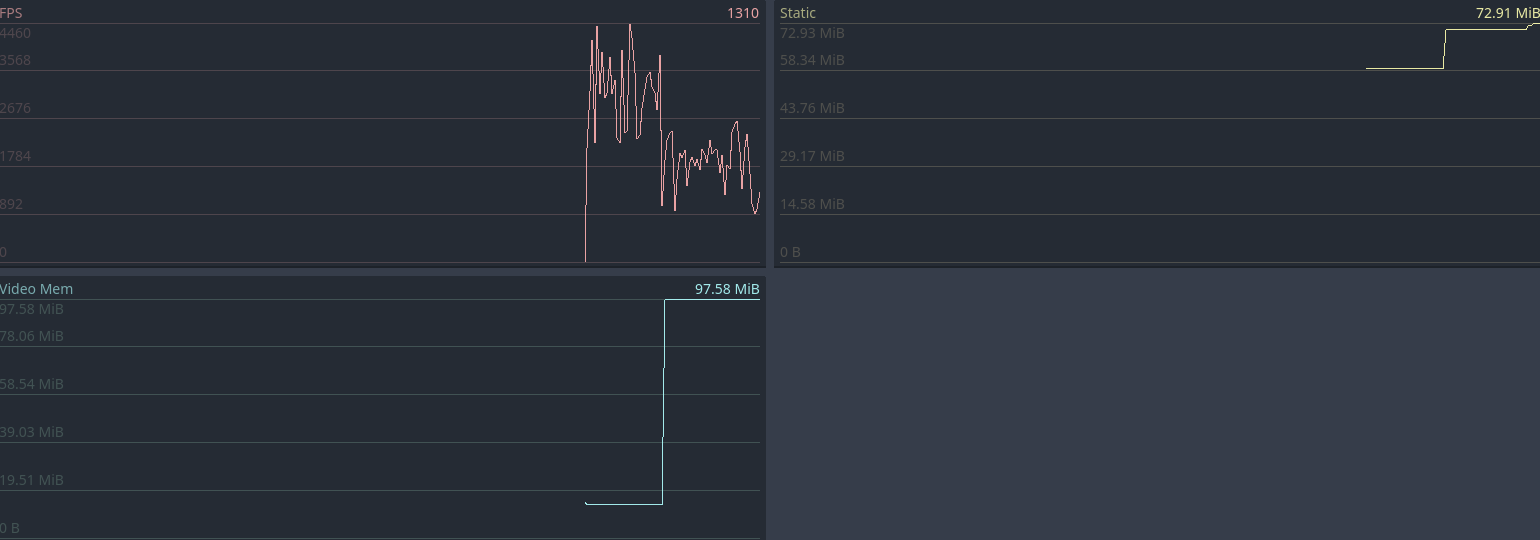 FPS 1310
4460
3568
2676
1784
892
0
Static 72.91 MiB
72.93 MiB
58.34 MiB
43.76 MiB
29.17 MiB
14.58 MiB
0 B
Video Mem 97.58 MiB
97.58 MiB
78.06 MiB
58.54 MiB
39.03 MiB
19.51 MiB
0 B